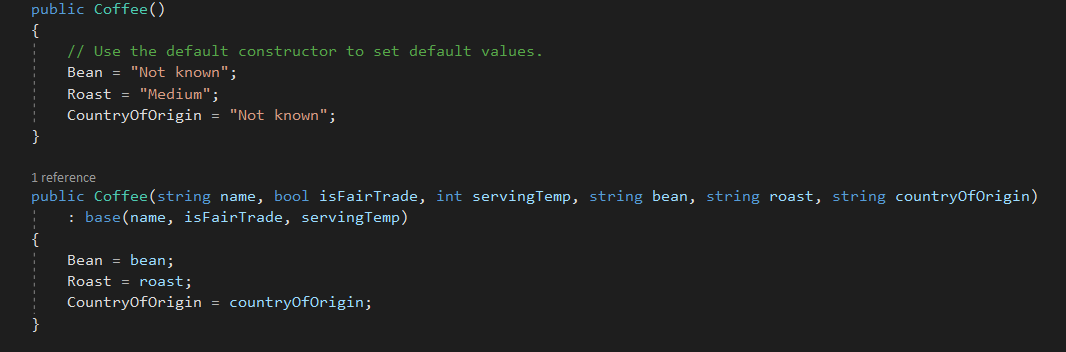 public Coffee()
{
// Use the default constructor to set default values.
Bean = "Not known";
Roast = "Medium";
CountryOfOrigin = "Not known";
}
1 reference
public Coffee(string name, bool isFairTrade, int servingTemp, string bean, string roast, string countryOfOrigin)
: base(name, isFairTrade, servingTemp)
{
Bean = bean;
Roast = roast;
CountryOfOrigin = countryOfOrigin;
}